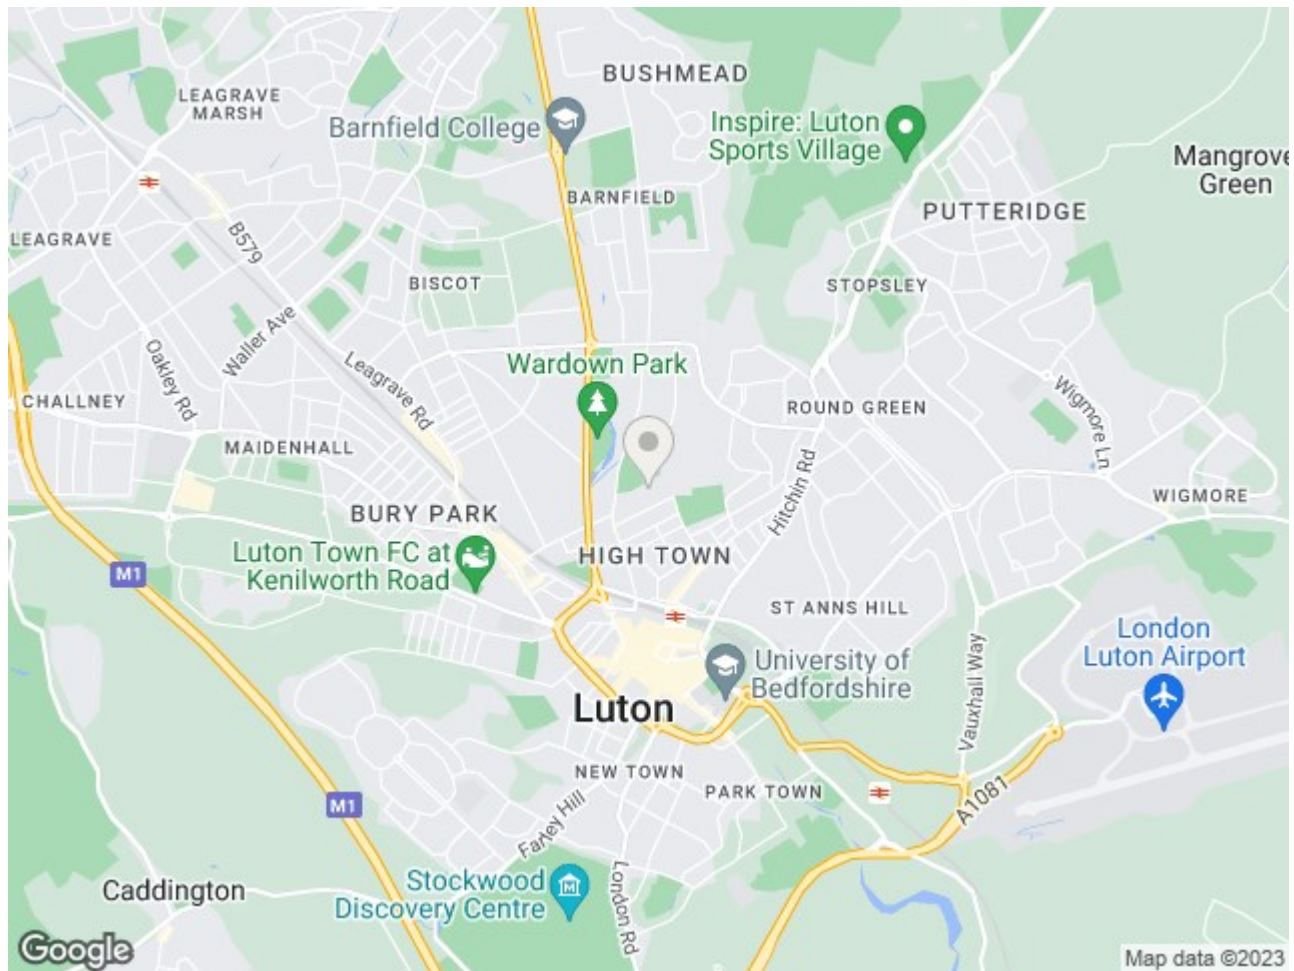 BUSHMEAD
LEAGRAVE
MARSH
Barnfield College
Inspire: Luton
Sports Village
Mangrove
Green
BARNFIELD
PUTTERIDGE
LEAGRAVE
B579
BISCOT
STOPSLEY
Waller Ave
Oakley Rd
Leagrave Rd
Wardown Park
CHALLNEY
ROUND GREEN
Wigmore Ln
MAIDENHALL
Hitchin Rd
WIGMORE
BURY PARK
Luton Town FC at
Kenilworth Road
HIGH TOWN
M1
ST ANNS HILL
London
Luton Airport
University of
Bedfordshire
Vauxhall Way
Luton
NEW TOWN
PARK TOWN
A1081
M1
Farley Hill
Caddington
Stockwood
Discovery Centre
London Rd
Google
Map data ©2023